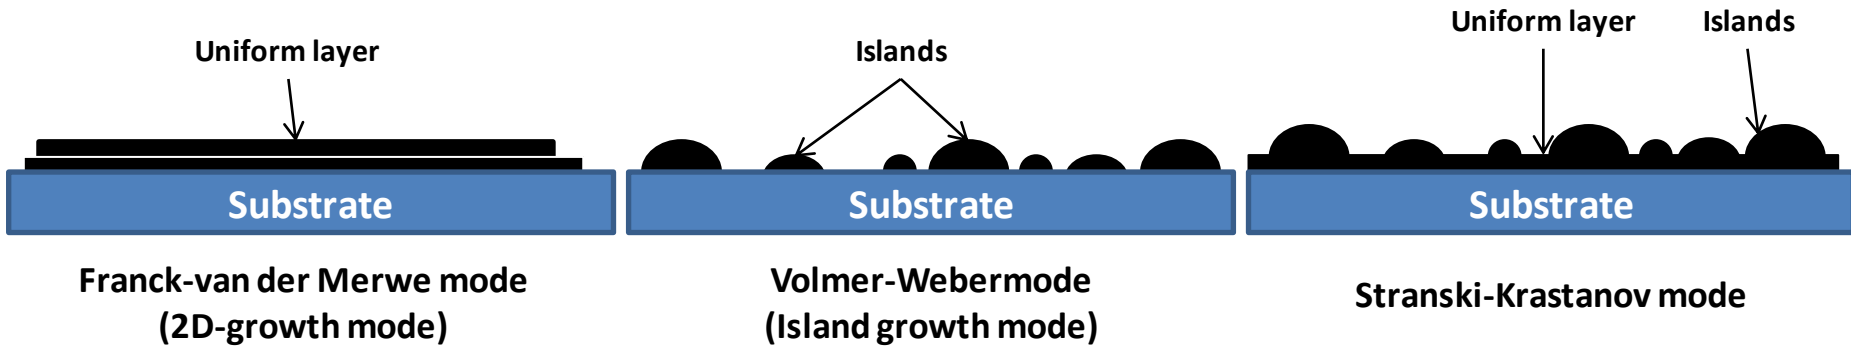 Uniform layer
Substrate
Franck-van der Merwe mode
(2D-growth mode)
Islands
Substrate
Volmer-Webermode
(Island growth mode)
Uniform layer
Islands
Substrate
Stranski-Krastanov mode